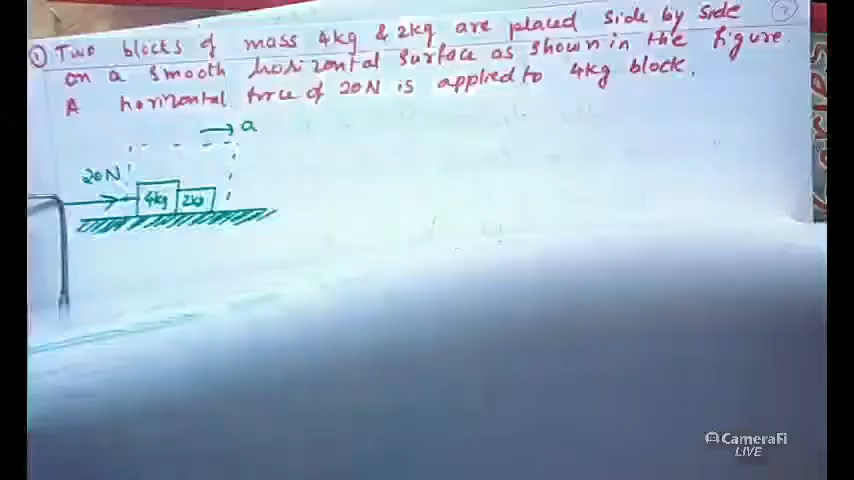 ① Two blocks of mass 4kg & 2kg are placed side by side
on a smooth horizontal surface as shown in the figure.
A horizontal force of 20N is applied to 4kg block.
a
20N
4kg 2kg
CameraFi
LIVE